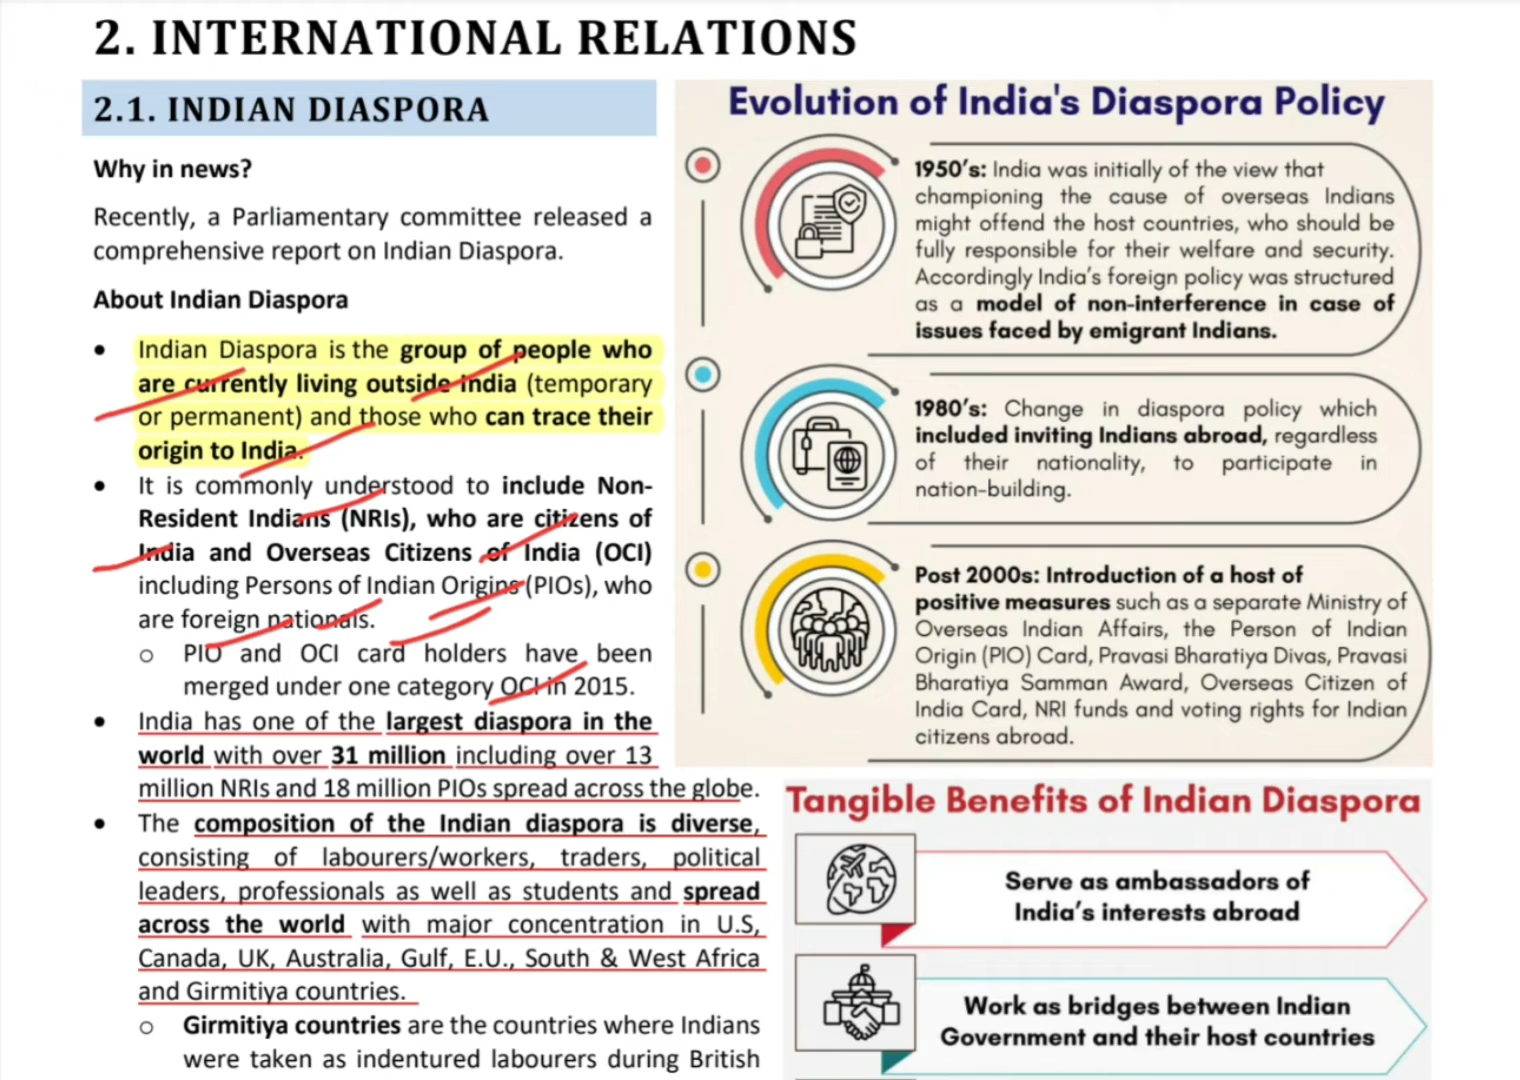 2. INTERNATIONAL RELATIONS
2.1. INDIAN DIASPORA
Why in news?
Recently, a Parliamentary committee released a
comprehensive report on Indian Diaspora.
About Indian Diaspora
• Indian Diaspora is the group of people who
are currently living outside India (temporary
or permanent) and those who can trace their
origin to India.
• It is commonly understood to include Non-
Resident Indians (NRIs), who are citizens of
India and Overseas Citizens of India (OCI)
including Persons of Indian Origins (PIOs), who
are foreign nationals.
o PIO and OCI card holders have been
merged under one category OCI in 2015.
• India has one of the largest diaspora in the
world with over 31 million including over 13
million NRIs and 18 million PIOs spread across the globe.
• The composition of the Indian diaspora is diverse,
consisting of labourers/workers, traders, political
leaders, professionals as well as students and spread
across the world with major concentration in U.S,
Canada, UK, Australia, Gulf, E.U., South & West Africa
and Girmitiya countries.
o Girmitiya countries are the countries where Indians
were taken as indentured labourers during British
Evolution of India's Diaspora Policy
1950's: India was initially of the view that
championing the cause of overseas Indians
might offend the host countries, who should be
fully responsible for their welfare and security.
Accordingly India's foreign policy was structured
as a model of non-interference in case of
issues faced by emigrant Indians.
1980's: Change in diaspora policy which
included inviting Indians abroad, regardless
of their nationality, to participate in
nation-building.
Post 2000s: Introduction of a host of
positive measures such as a separate Ministry of
Overseas Indian Affairs, the Person of Indian
Origin (PIO) Card, Pravasi Bharatiya Divas, Pravasi
Bharatiya Samman Award, Overseas Citizen of
India Card, NRI funds and voting rights for Indian
citizens abroad.
Tangible Benefits of Indian Diaspora
Serve as ambassadors of
India's interests abroad
Work as bridges between Indian
Government and their host countries